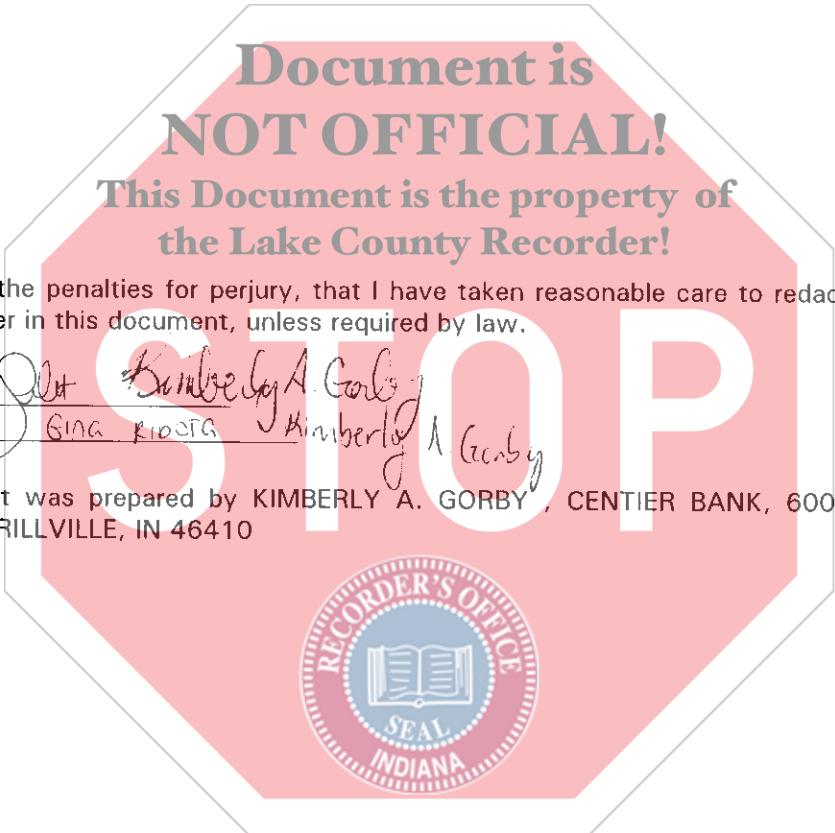 Document is
NOT OFFICIAL!
This Document is the property of
the Lake County Recorder!
the penalties for perjury, that I have taken reasonable care to redac
er in this document, unless required by law.
Kimberly A. Gorby
Gina Kimberly A. Gorby
t was prepared by KIMBERLY A. GORBY , CENTIER BANK, 600
RILLVILLE, IN 46410
STOP
RECORDER'S OFFICE
SEAL
INDIANA